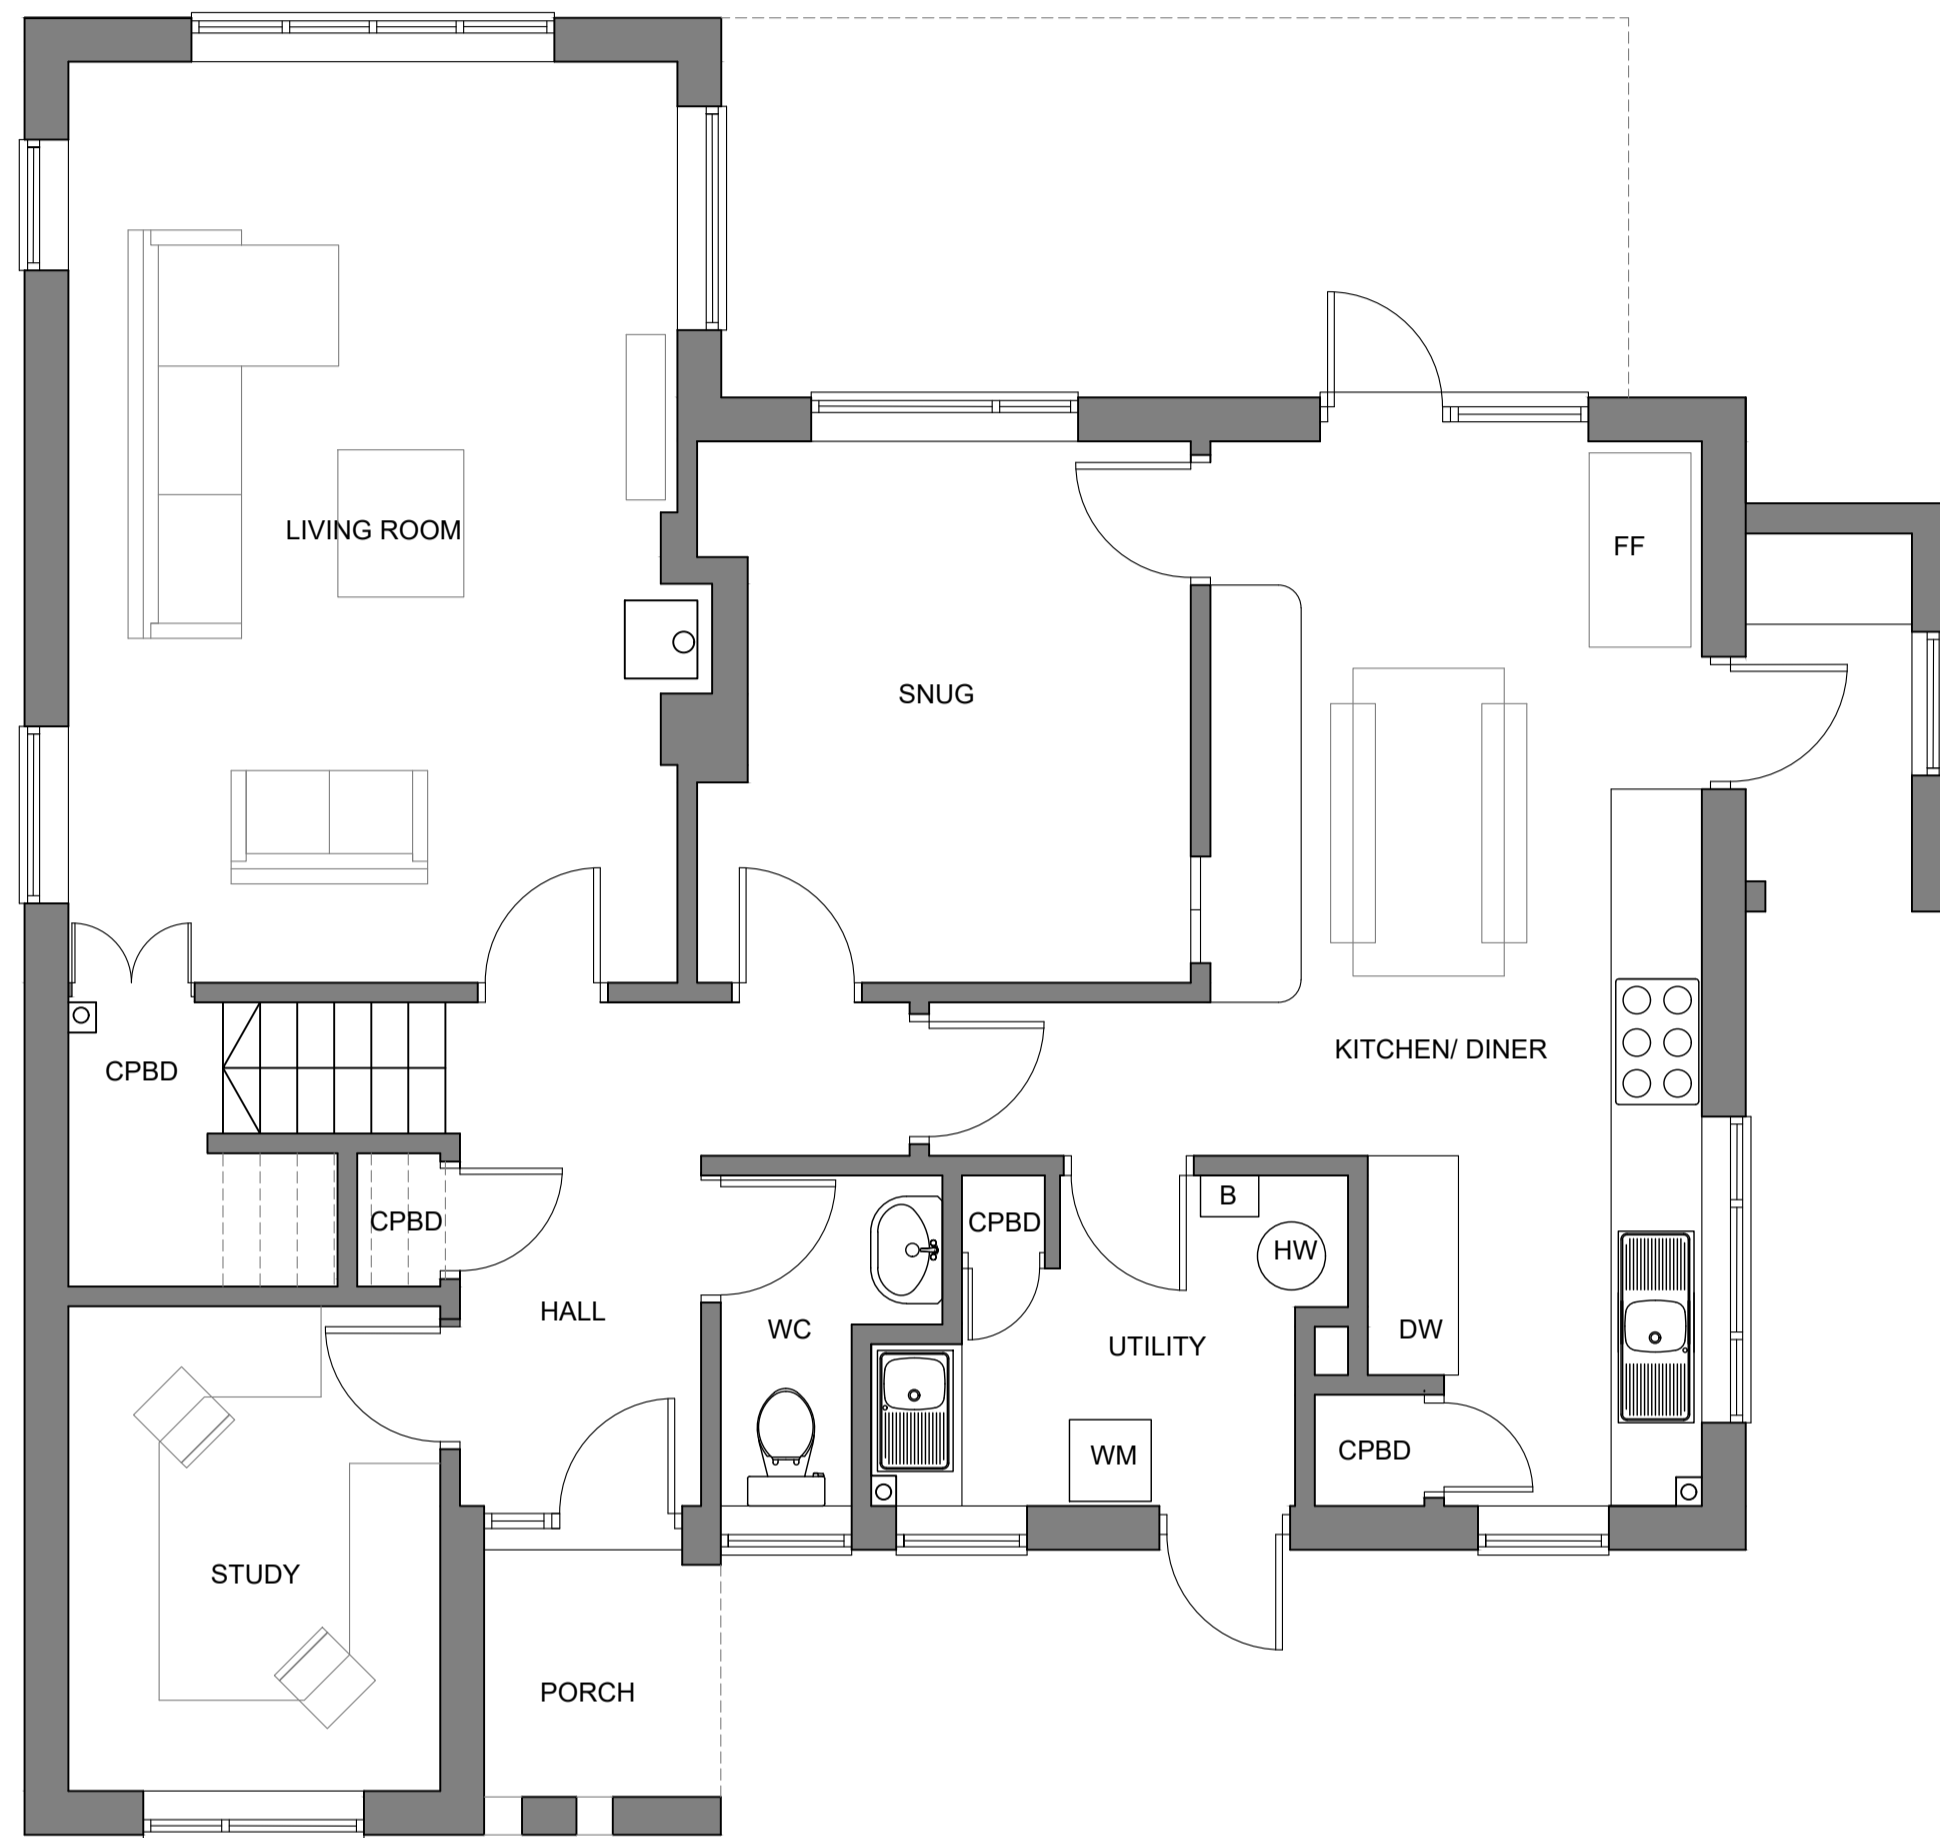 LIVING ROOM
FF
SNUG
KITCHEN/ DINER
CPBD
CPBD
CPBD
B
HW
HALL
WC
UTILITY
DW
CPBD
WM
STUDY
PORCH